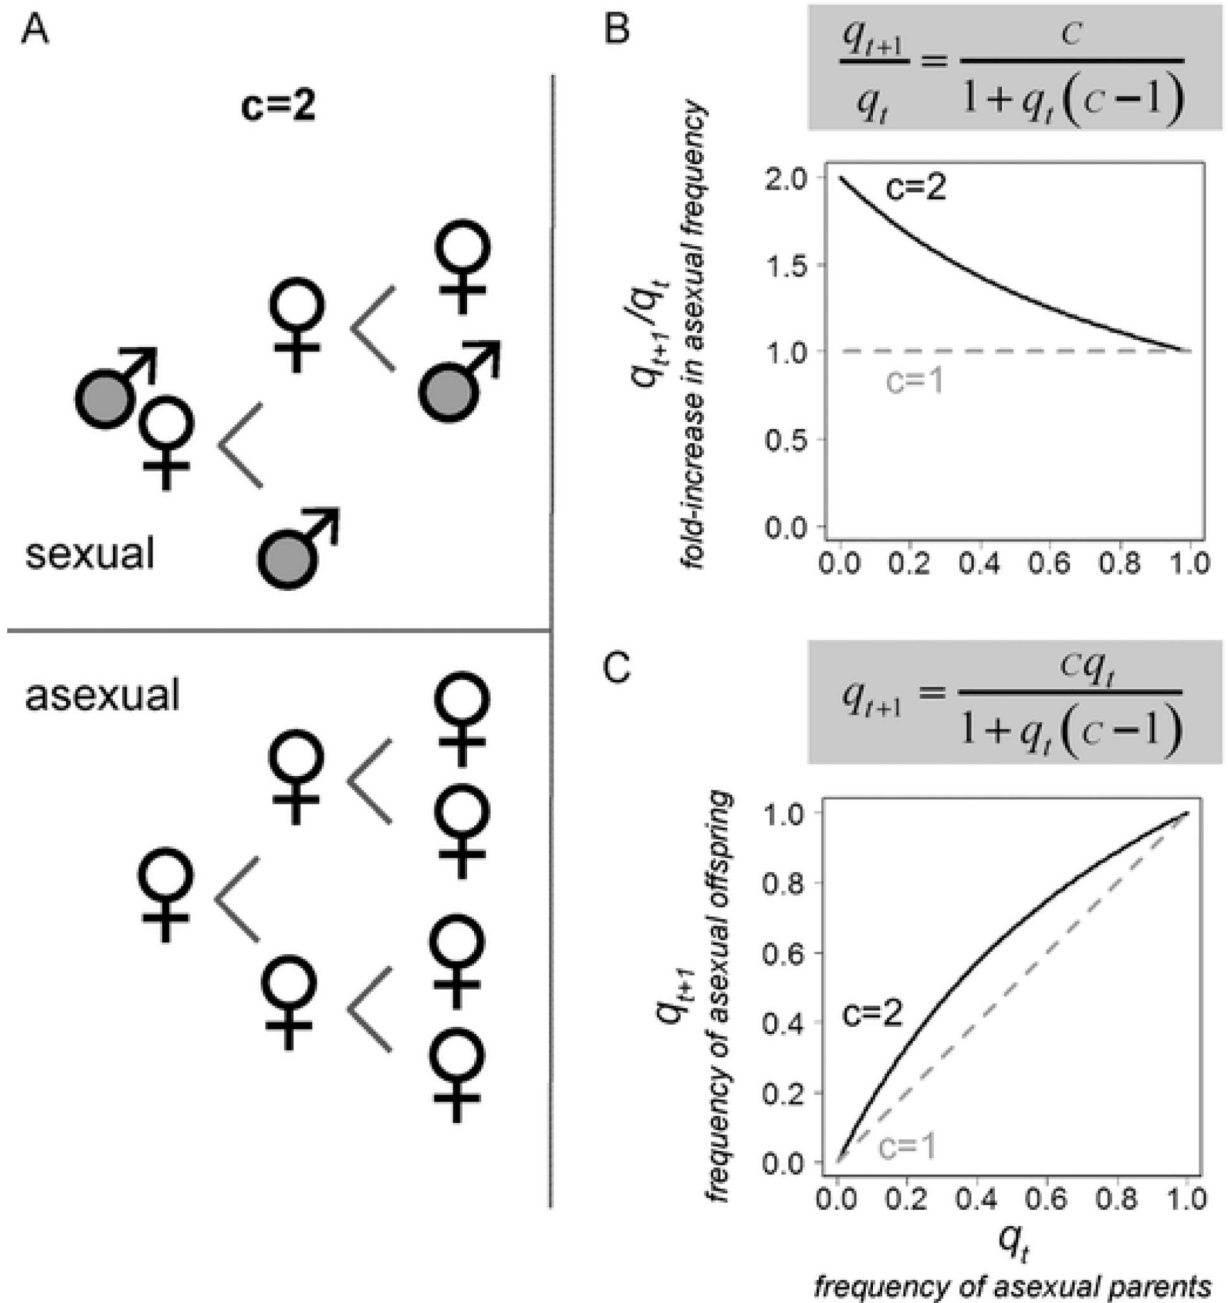 A
c=2
sexual
asexual
B
q_{t+1}/q_t = c/(1+q_t(c−1))
q_{t+1}/q_t
fold-increase in asexual frequency
2.0
1.5
1.0
0.5
0.0
c=2
c=1
0.0 0.2 0.4 0.6 0.8 1.0
C
q_{t+1} = cq_t/(1+q_t(c−1))
q_{t+1}
frequency of asexual offspring
1.0
0.8
0.6
0.4
0.2
0.0
c=2
c=1
0.0 0.2 0.4 0.6 0.8 1.0
q_t
frequency of asexual parents